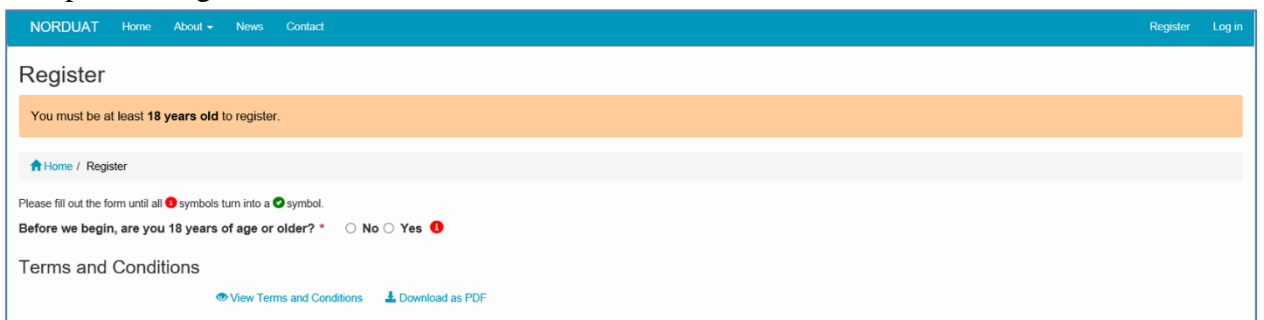 NORDUAT Home About News Contact Register Log in
Register
You must be at least 18 years old to register.
Home / Register
Please fill out the form until all symbols turn into a symbol.
Before we begin, are you 18 years of age or older? * No Yes
Terms and Conditions
View Terms and Conditions Download as PDF